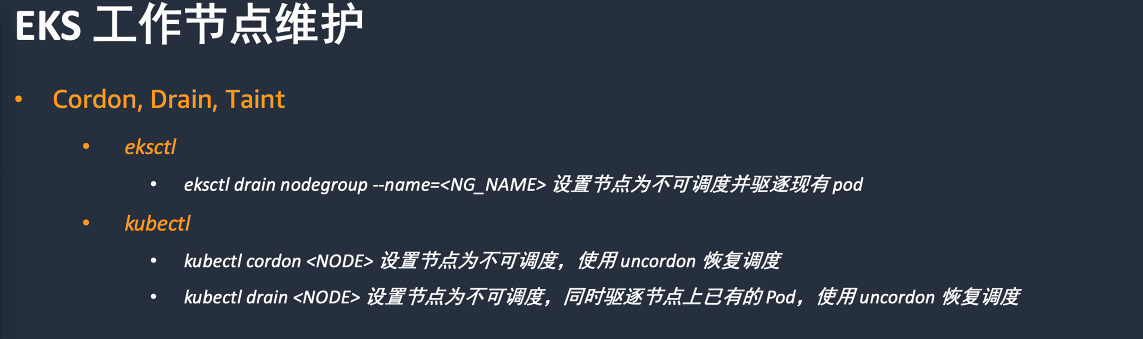 EKS 工作节点维护
• Cordon, Drain, Taint
• eksctl
• eksctl drain nodegroup --name=<NG_NAME> 设置节点为不可调度并驱逐现有 pod
• kubectl
• kubectl cordon <NODE> 设置节点为不可调度，使用 uncordon 恢复调度
• kubectl drain <NODE> 设置节点为不可调度，同时驱逐节点上已有的 Pod，使用 uncordon 恢复调度